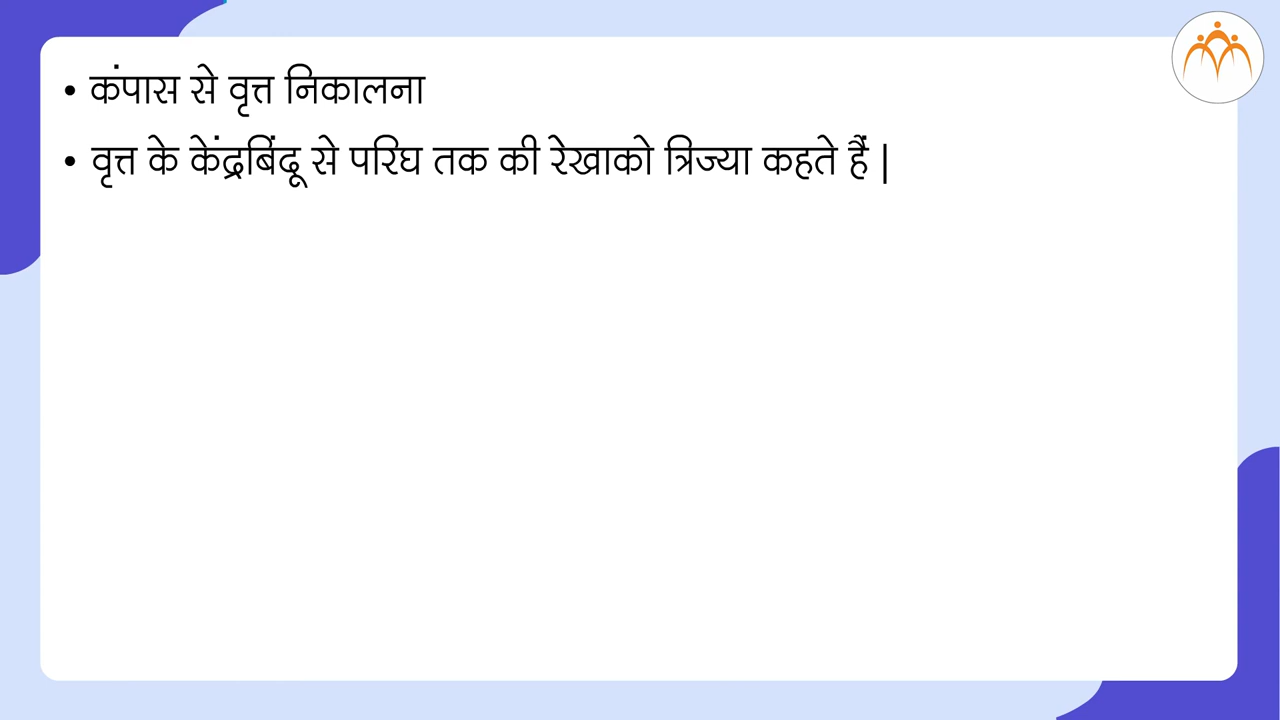 • कंपास से वृत्त निकालना
• वृत्त के केंद्रबिंदू से परिघ तक की रेखाको त्रिज्या कहते हैं |